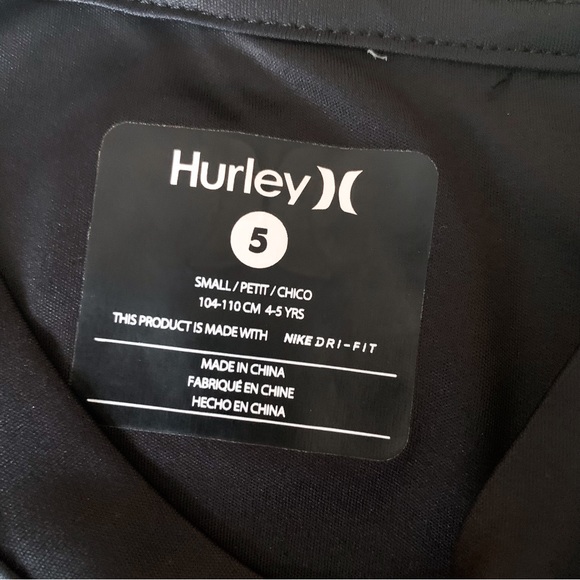 Hurley
5
SMALL / PETIT / CHICO
104-110 CM 4-5 YRS
THIS PRODUCT IS MADE WITH NIKE DRI-FIT
MADE IN CHINA
FABRIQUÉ EN CHINE
HECHO EN CHINA